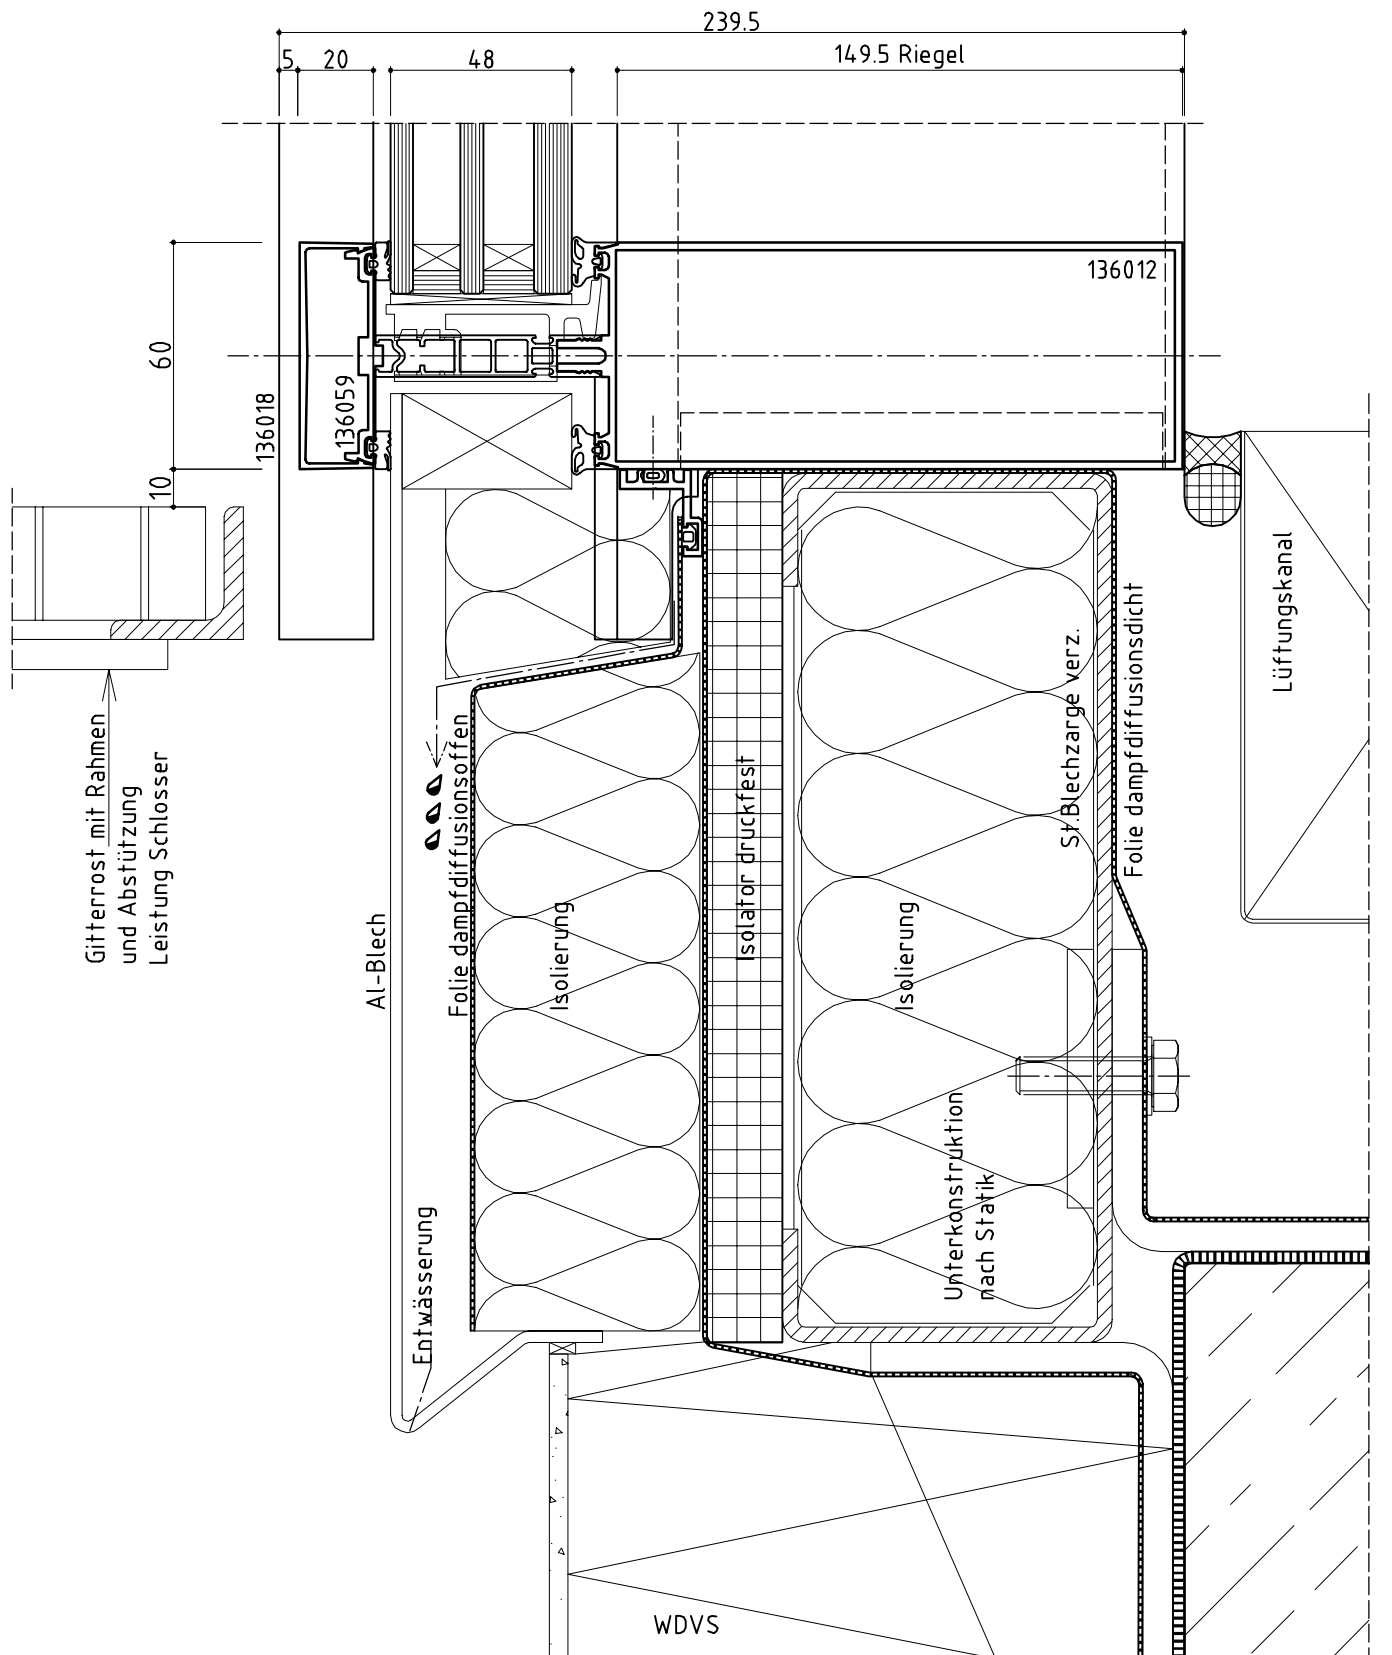 239.5
5
20
48
149.5 Riegel
136012
60
10
136018
136059
Lüftungskanal
Gitterrost mit Rahmen
und Abstützung
Leistung Schlosser
Al-Blech
Folie dampfdiffusionsoffen
Isolierung
Isolator druckfest
Isolierung
St.Blechzarge verz.
Folie dampfdiffusionsdicht
Unterkonstruktion
nach Statik
Entwässerung
WDVS